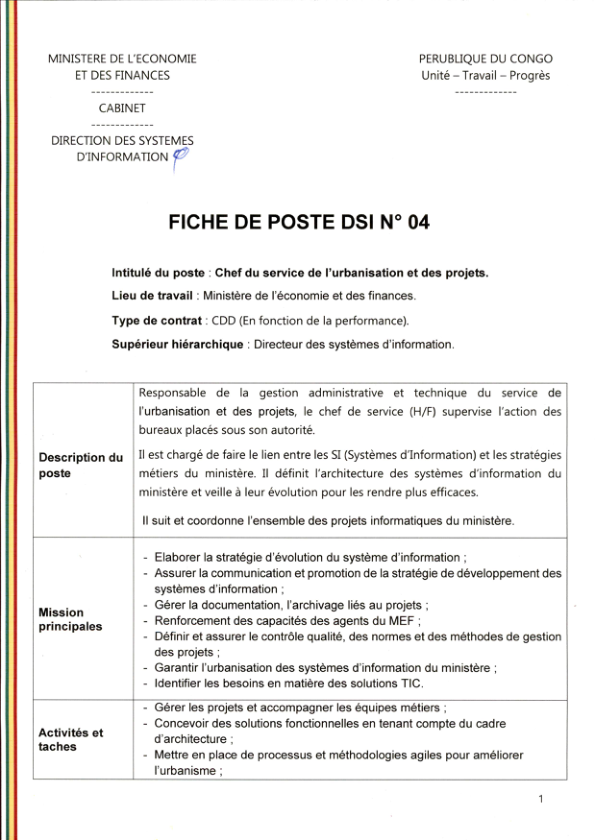 MINISTERE DE L'ECONOMIE
ET DES FINANCES
-------------
CABINET
-------------
DIRECTION DES SYSTEMES
D'INFORMATION
PERUBLIQUE DU CONGO
Unité – Travail – Progrès
-------------
FICHE DE POSTE DSI N° 04
Intitulé du poste : Chef du service de l'urbanisation et des projets.
Lieu de travail : Ministère de l'économie et des finances.
Type de contrat : CDD (En fonction de la performance).
Supérieur hiérarchique : Directeur des systèmes d'information.
Description du
poste
Responsable de la gestion administrative et technique du service de
l'urbanisation et des projets, le chef de service (H/F) supervise l'action des
bureaux placés sous son autorité.
Il est chargé de faire le lien entre les SI (Systèmes d'Information) et les stratégies
métiers du ministère. Il définit l'architecture des systèmes d'information du
ministère et veille à leur évolution pour les rendre plus efficaces.
Il suit et coordonne l'ensemble des projets informatiques du ministère.
Mission
principales
- Elaborer la stratégie d'évolution du système d'information ;
- Assurer la communication et promotion de la stratégie de développement des
systèmes d'information ;
- Gérer la documentation, l'archivage liés au projets ;
- Renforcement des capacités des agents du MEF ;
- Définir et assurer le contrôle qualité, des normes et des méthodes de gestion
des projets ;
- Garantir l'urbanisation des systèmes d'information du ministère ;
- Identifier les besoins en matière des solutions TIC.
Activités et
taches
- Gérer les projets et accompagner les équipes métiers ;
- Concevoir des solutions fonctionnelles en tenant compte du cadre
d'architecture ;
- Mettre en place de processus et méthodologies agiles pour améliorer
l'urbanisme ;
1